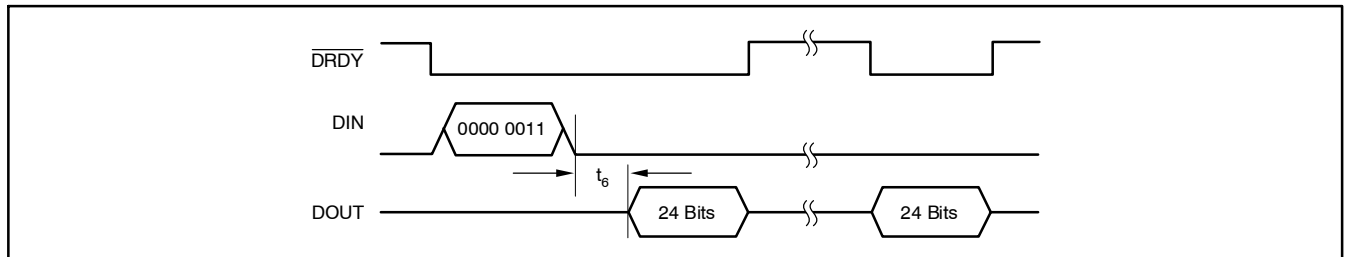 DRDY
DIN
0000 0011
t6
DOUT
24 Bits
24 Bits